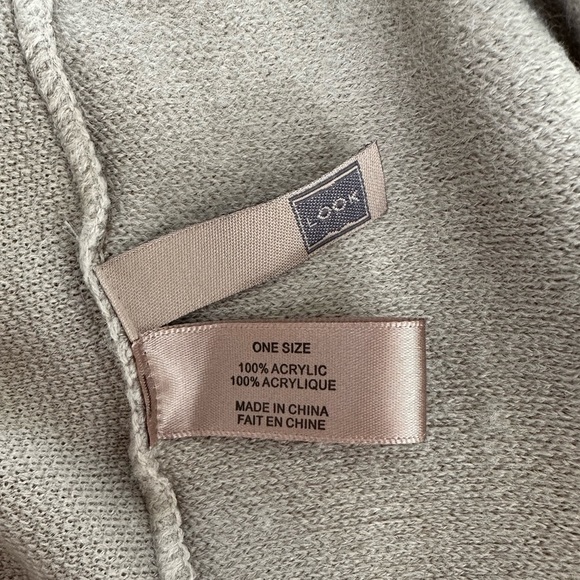 LOOK
ONE SIZE
100% ACRYLIC
100% ACRYLIQUE
MADE IN CHINA
FAIT EN CHINE